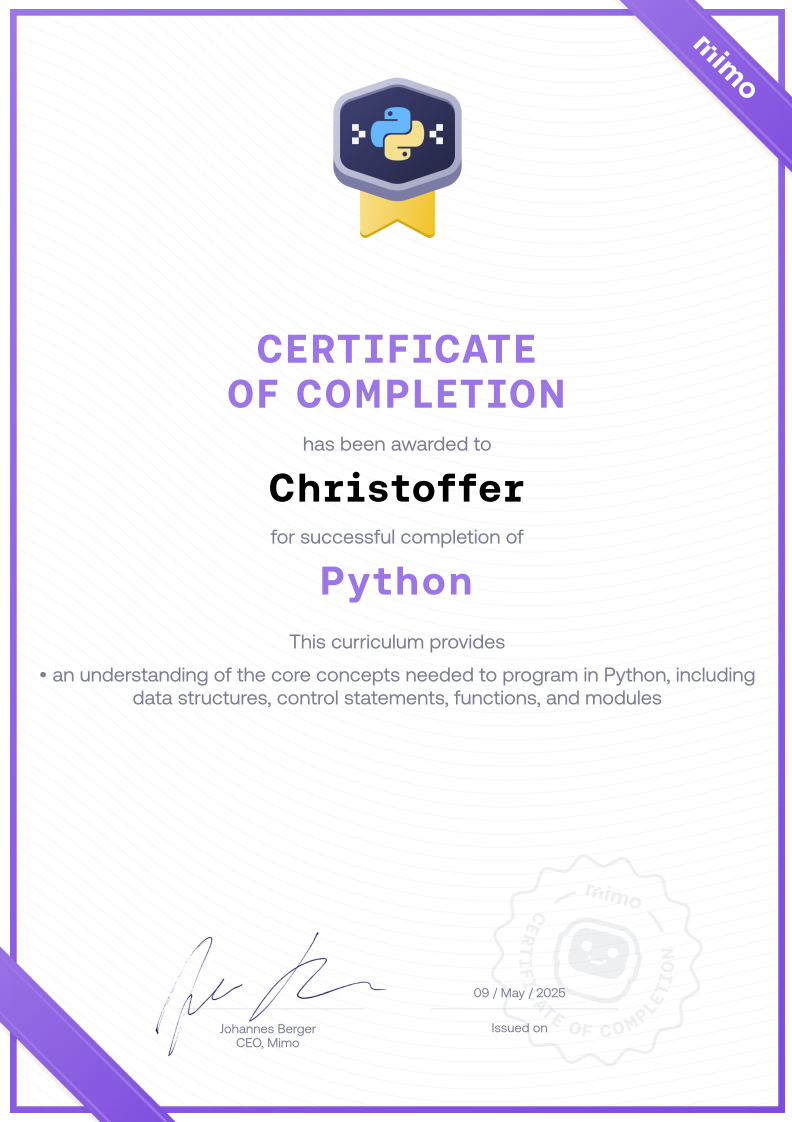 mimo
CERTIFICATE
OF COMPLETION
has been awarded to
Christoffer
for successful completion of
Python
This curriculum provides
• an understanding of the core concepts needed to program in Python, including
data structures, control statements, functions, and modules
mimo
CERTIFICATE OF COMPLETION
09 / May / 2025
Johannes Berger
CEO, Mimo
Issued on